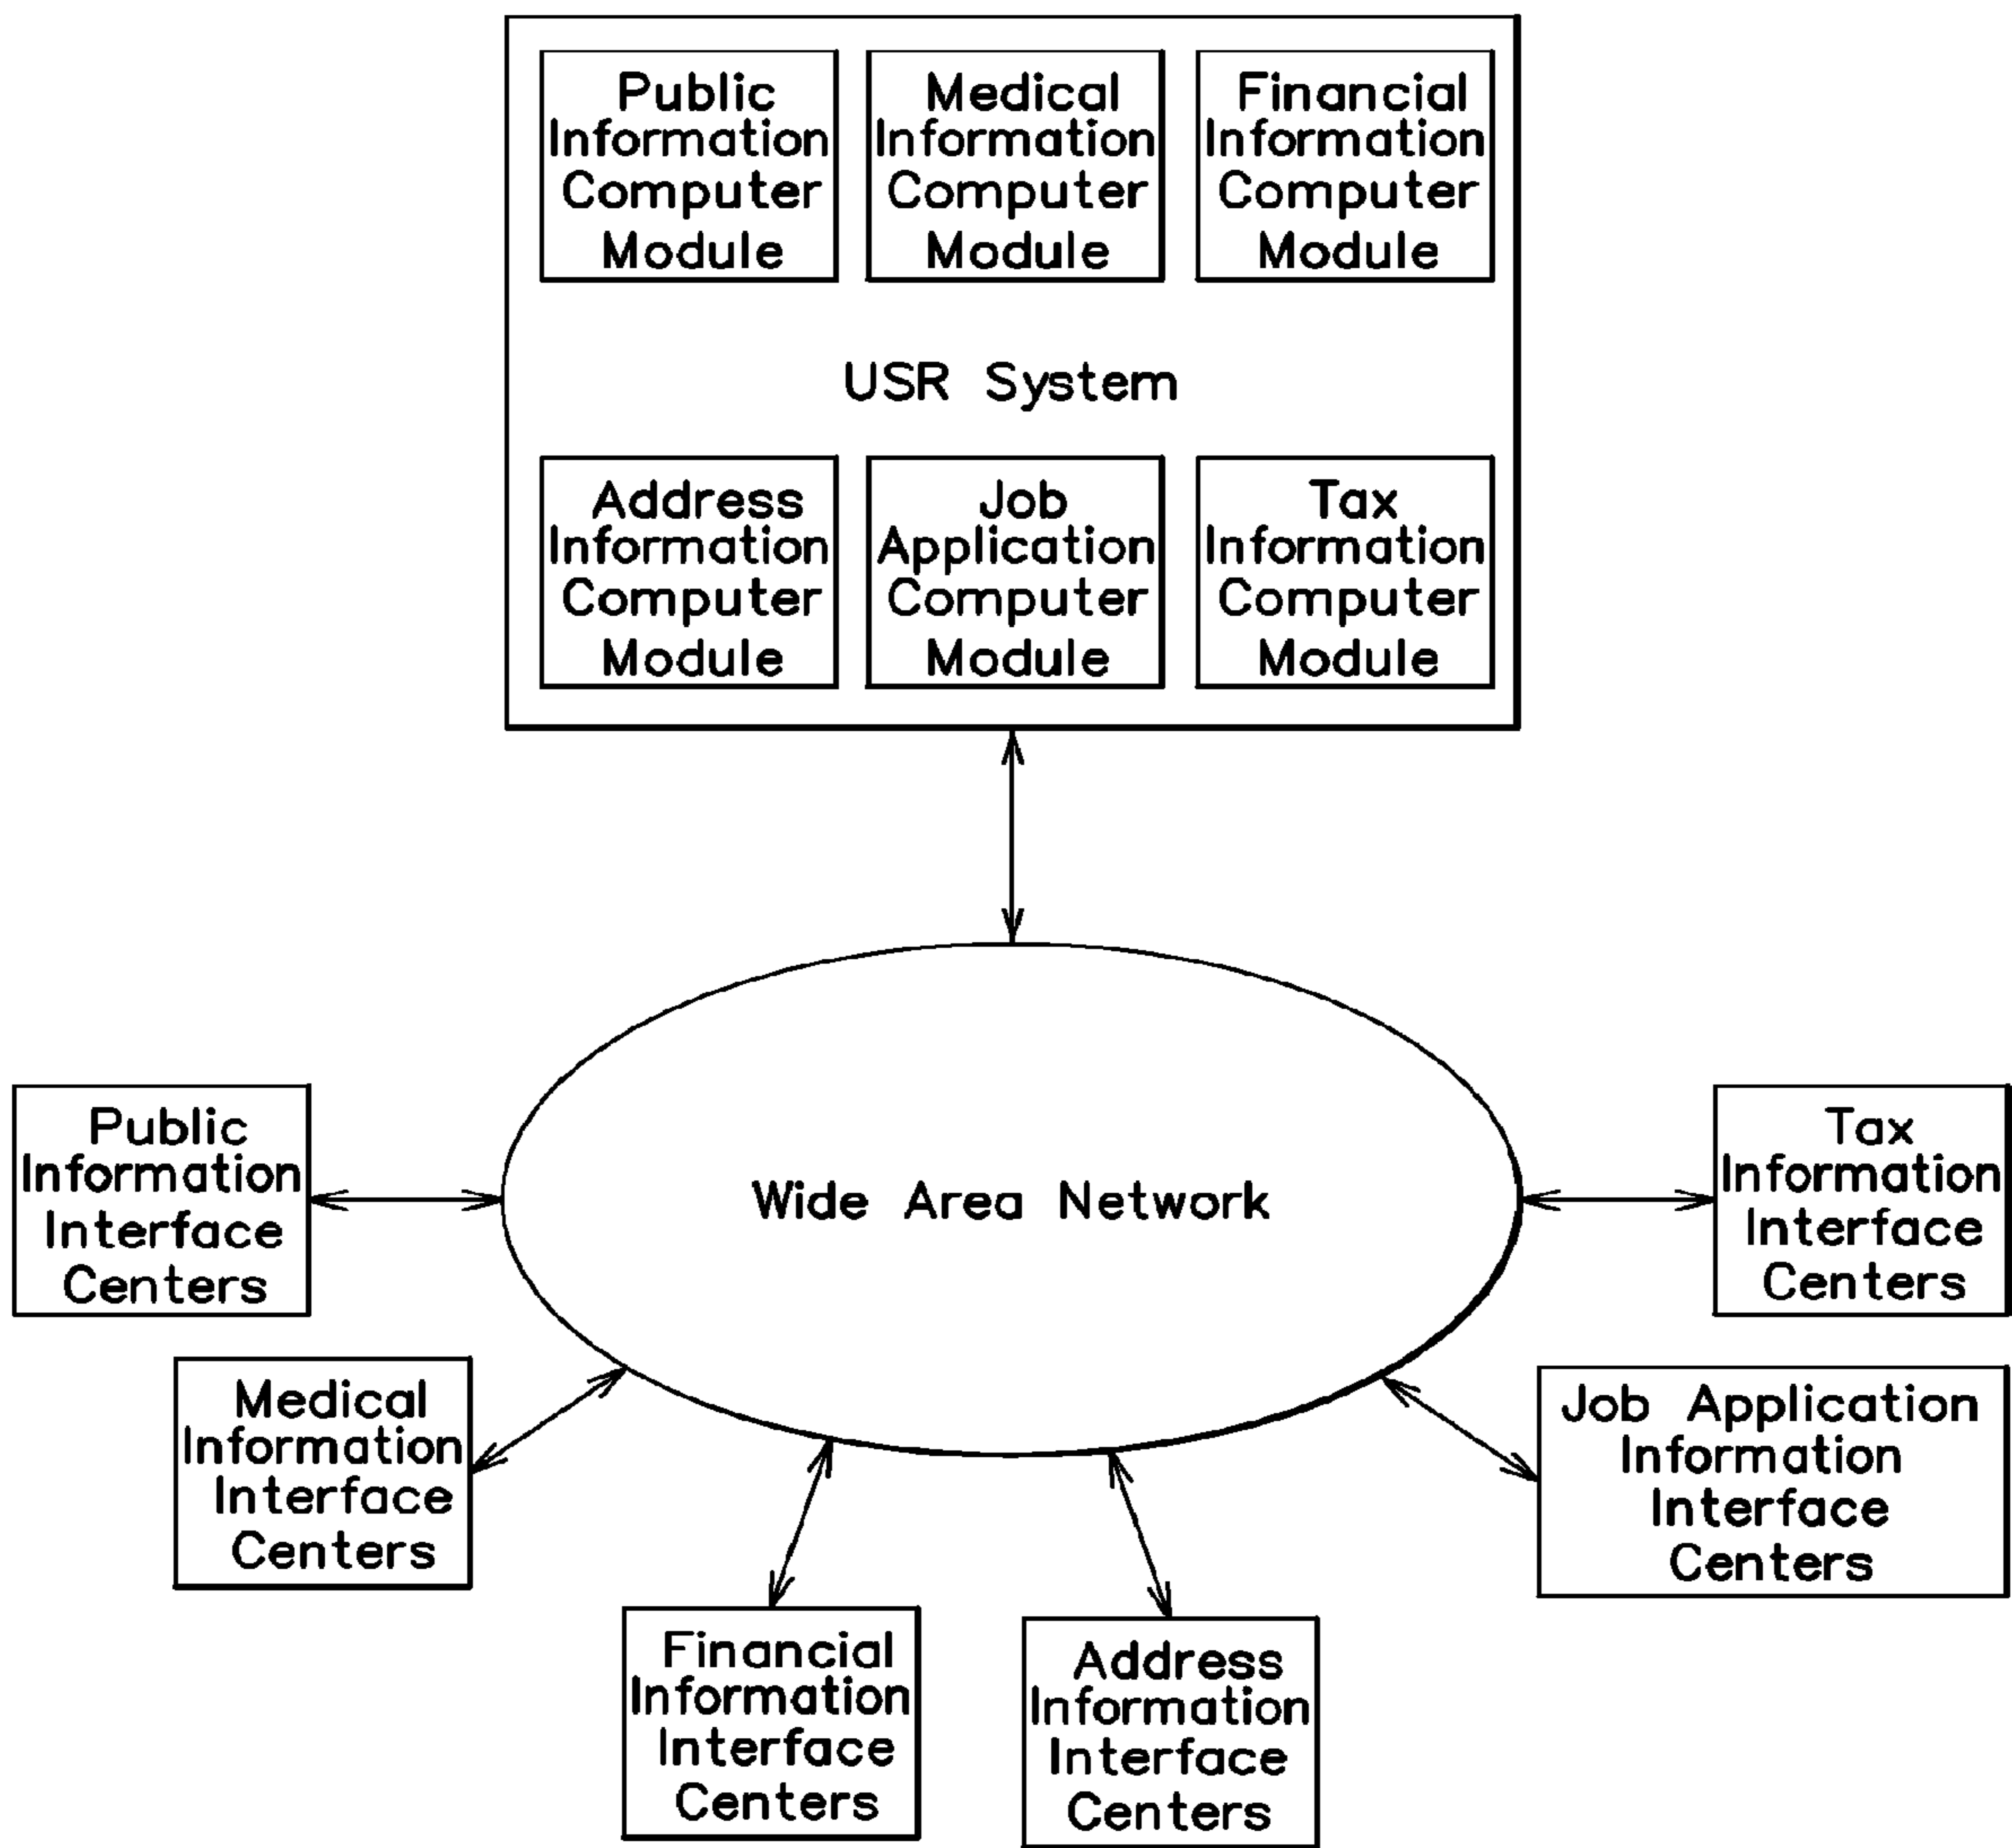 Public
Information
Computer
Module
Medical
Information
Computer
Module
Financial
Information
Computer
Module
USR System
Address
Information
Computer
Module
Job
Application
Computer
Module
Tax
Information
Computer
Module
Wide Area Network
Public
Information
Interface
Centers
Medical
Information
Interface
Centers
Financial
Information
Interface
Centers
Address
Information
Interface
Centers
Job Application
Information
Interface
Centers
Tax
Information
Interface
Centers